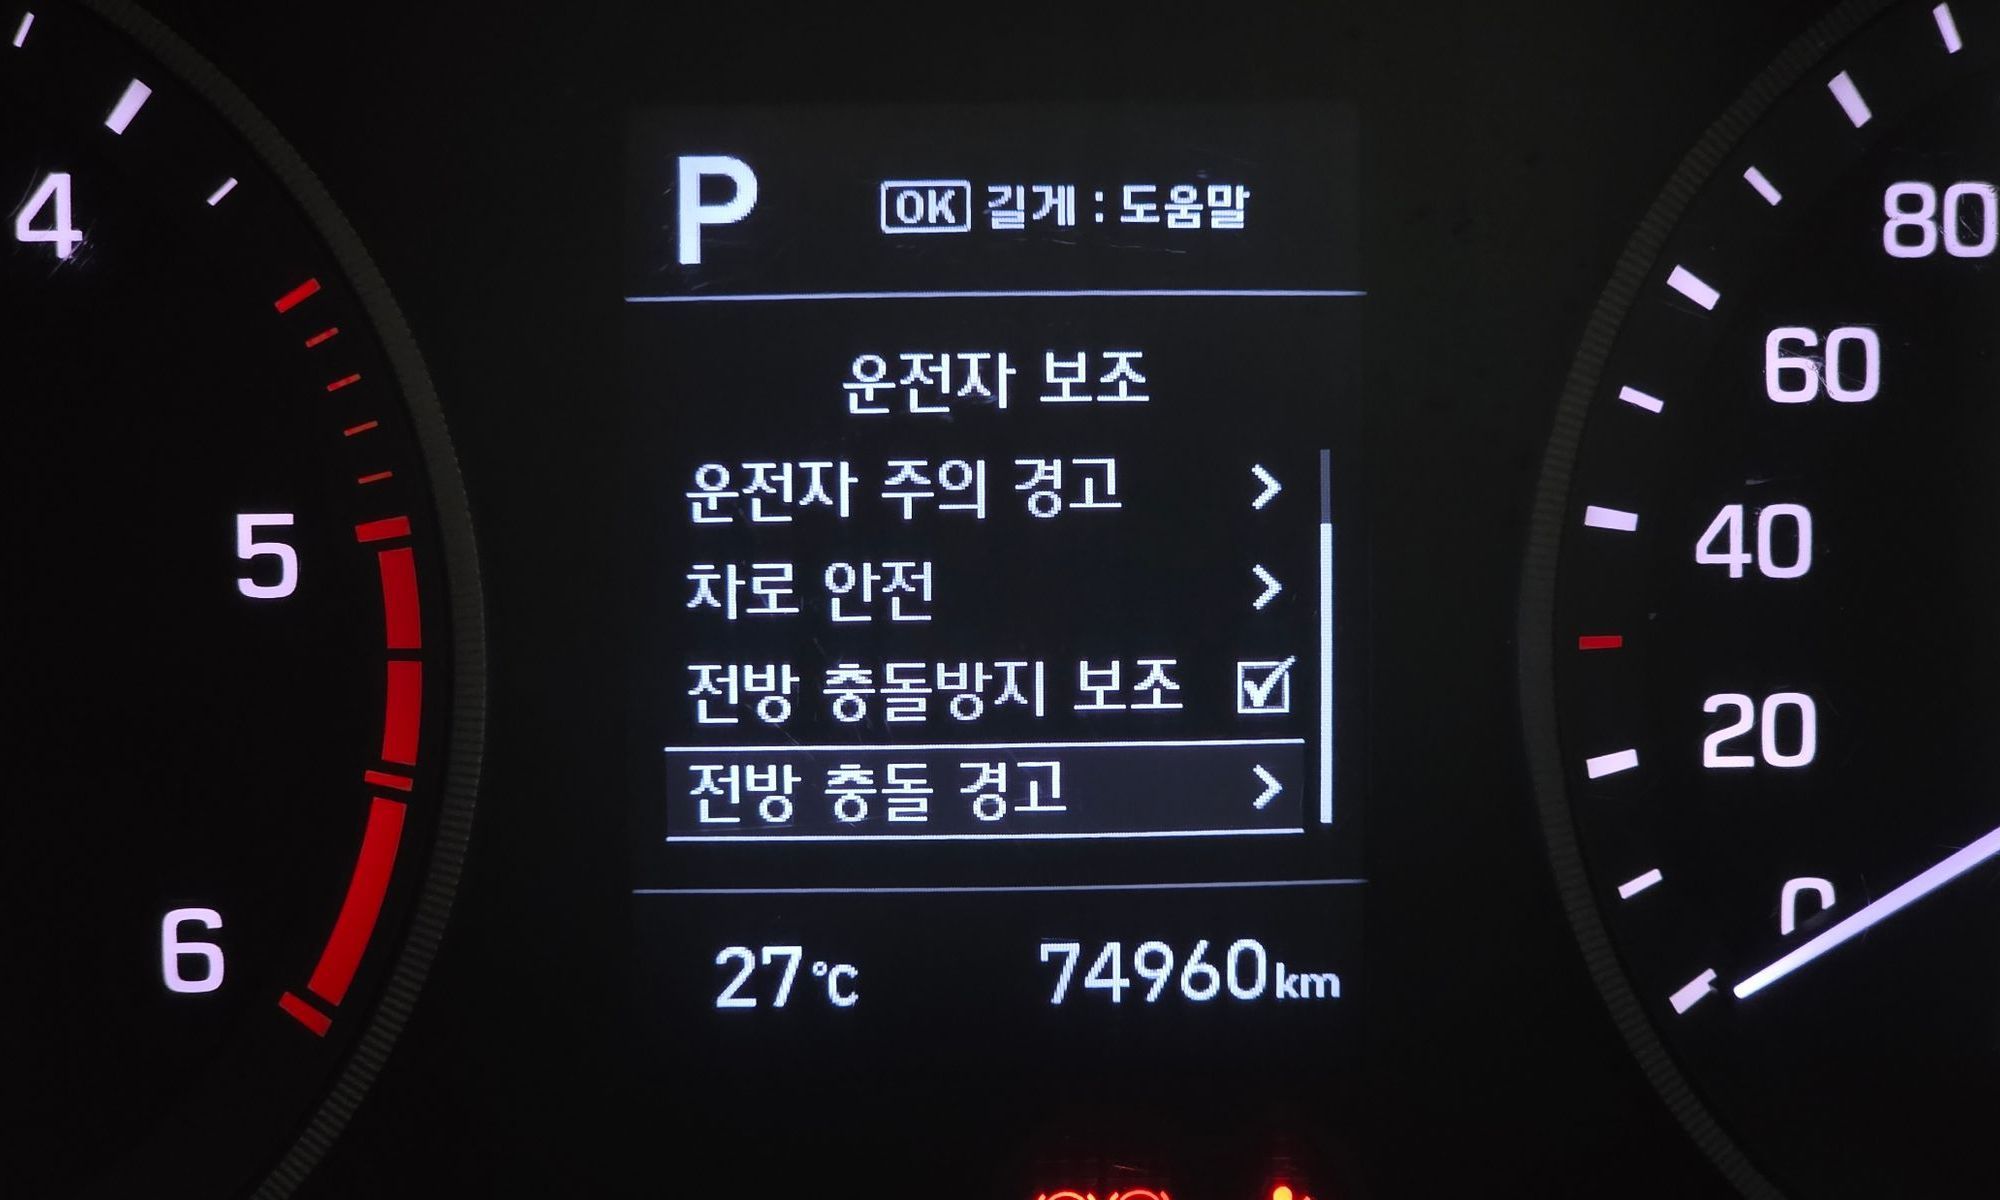 4
5
6
P
OK 길게 : 도움말
운전자 보조
운전자 주의 경고 >
차로 안전 >
전방 충돌방지 보조
전방 충돌 경고 >
27℃ 74960km
80
60
40
20
0